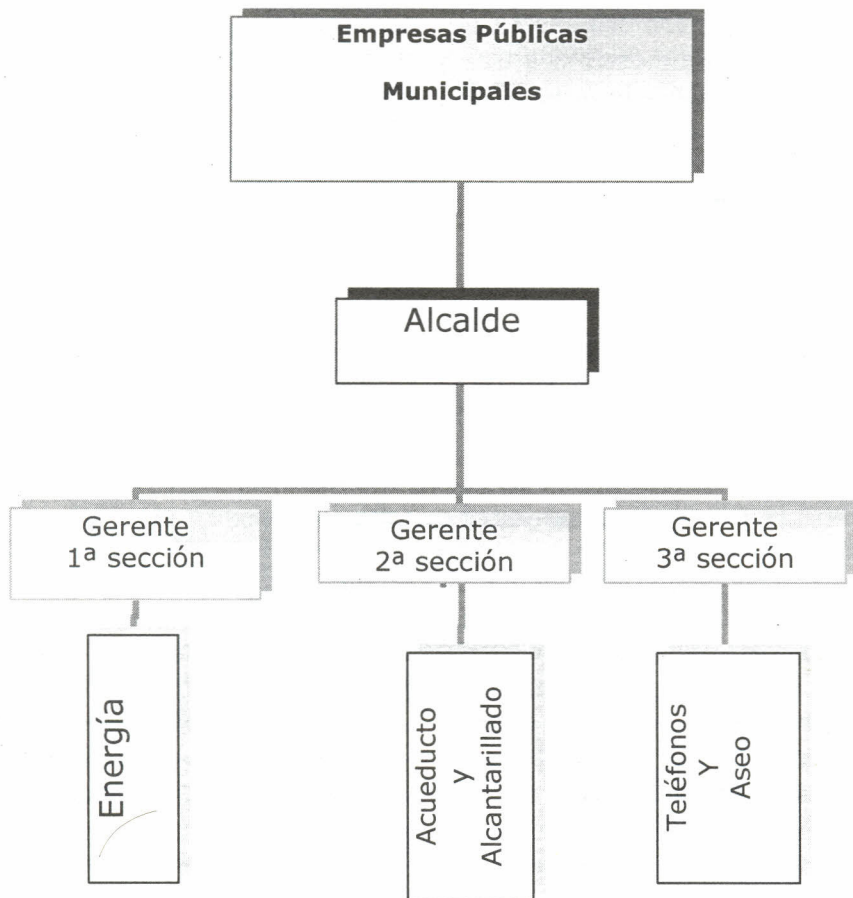 Empresas Públicas
Municipales
Alcalde
Gerente
1ª sección
Gerente
2ª sección
Gerente
3ª sección
Energía
Acueducto
y
Alcantarillado
Teléfonos
Y
Aseo